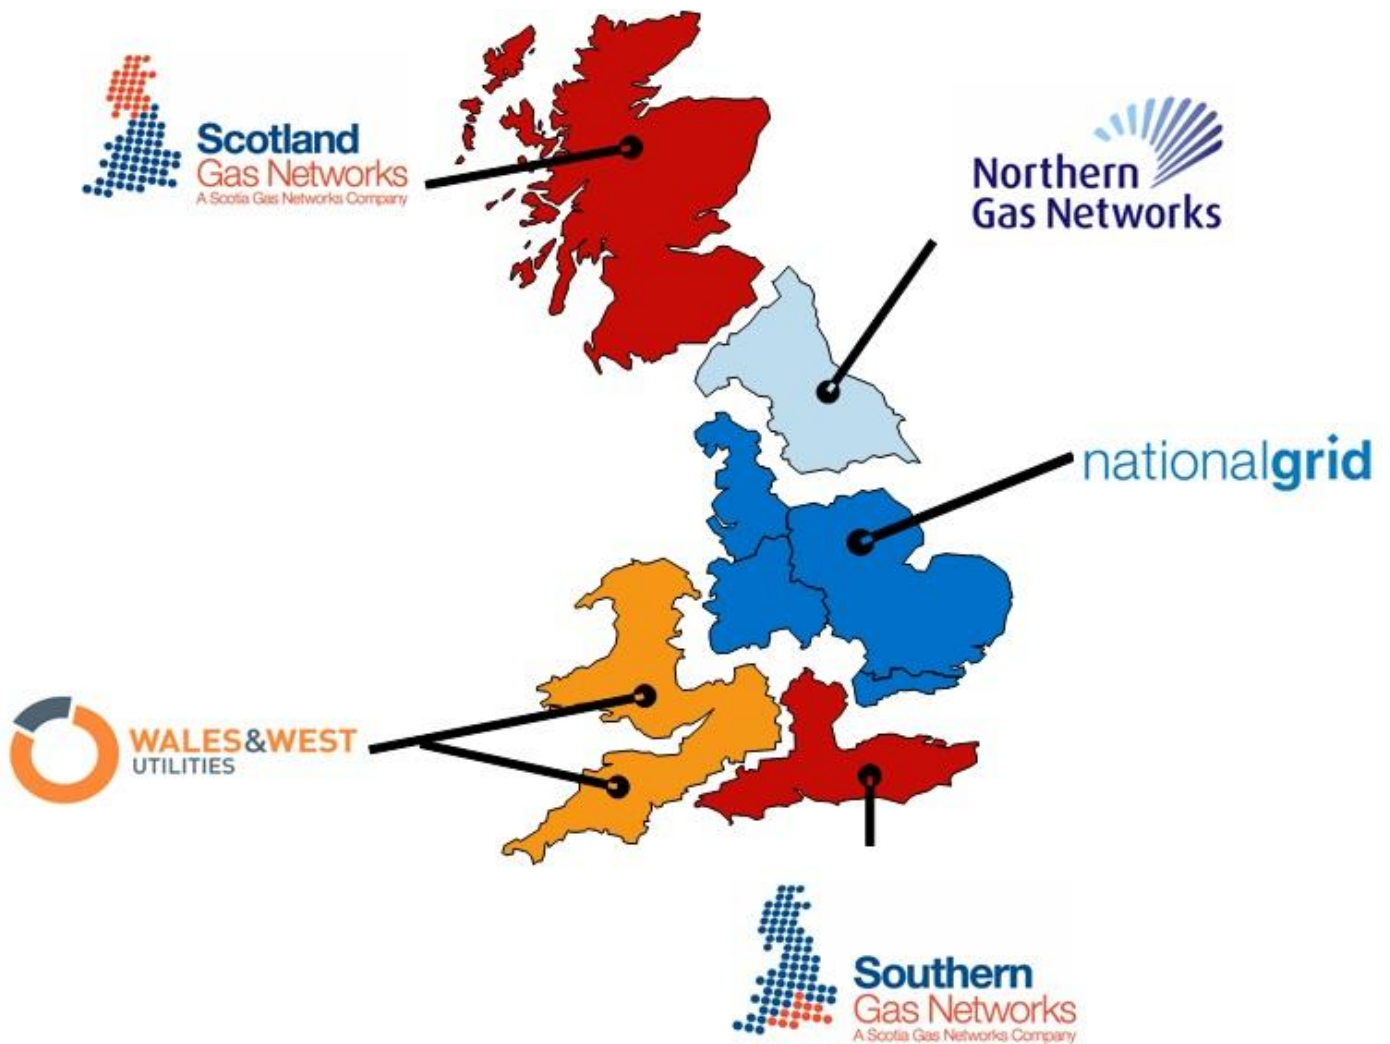 Scotland
Gas Networks
A Scotia Gas Networks Company
Northern
Gas Networks
nationalgrid
WALES&WEST
UTILITIES
Southern
Gas Networks
A Scotia Gas Networks Company